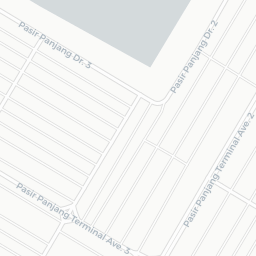 Pasir Panjang Dr. 3
Pasir Panjang Dr. 2
Pasir Panjang Terminal Ave. 2
Pasir Panjang Terminal Ave. 3